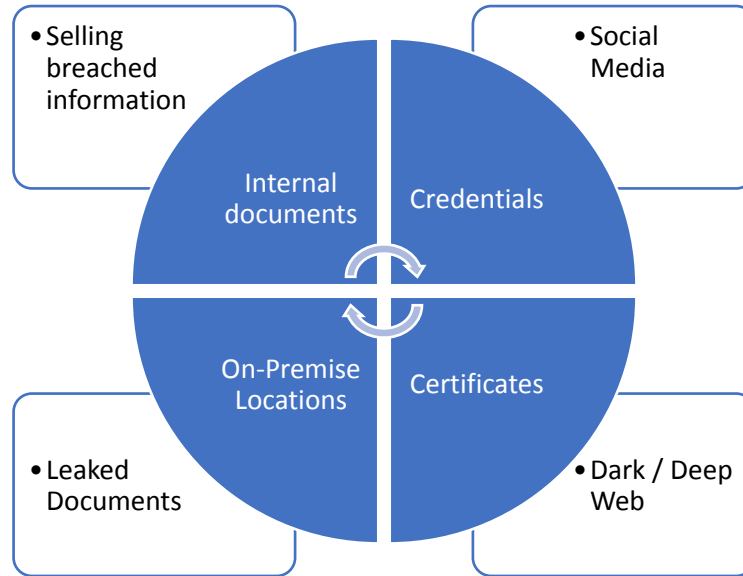 • Selling
breached
information
• Social
Media
Internal
documents
Credentials
On-Premise
Locations
Certificates
• Leaked
Documents
• Dark / Deep
Web